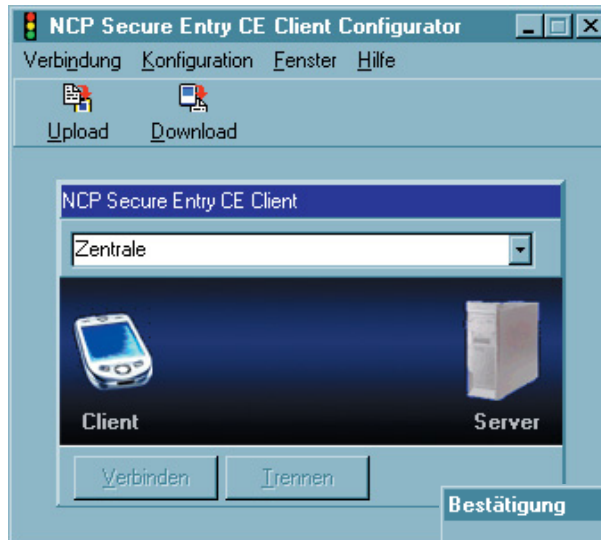 NCP Secure Entry CE Client Configurator
Verbindung Konfiguration Fenster Hilfe
Upload Download
NCP Secure Entry CE Client
Zentrale
Client Server
Verbinden Trennen
Bestätigung